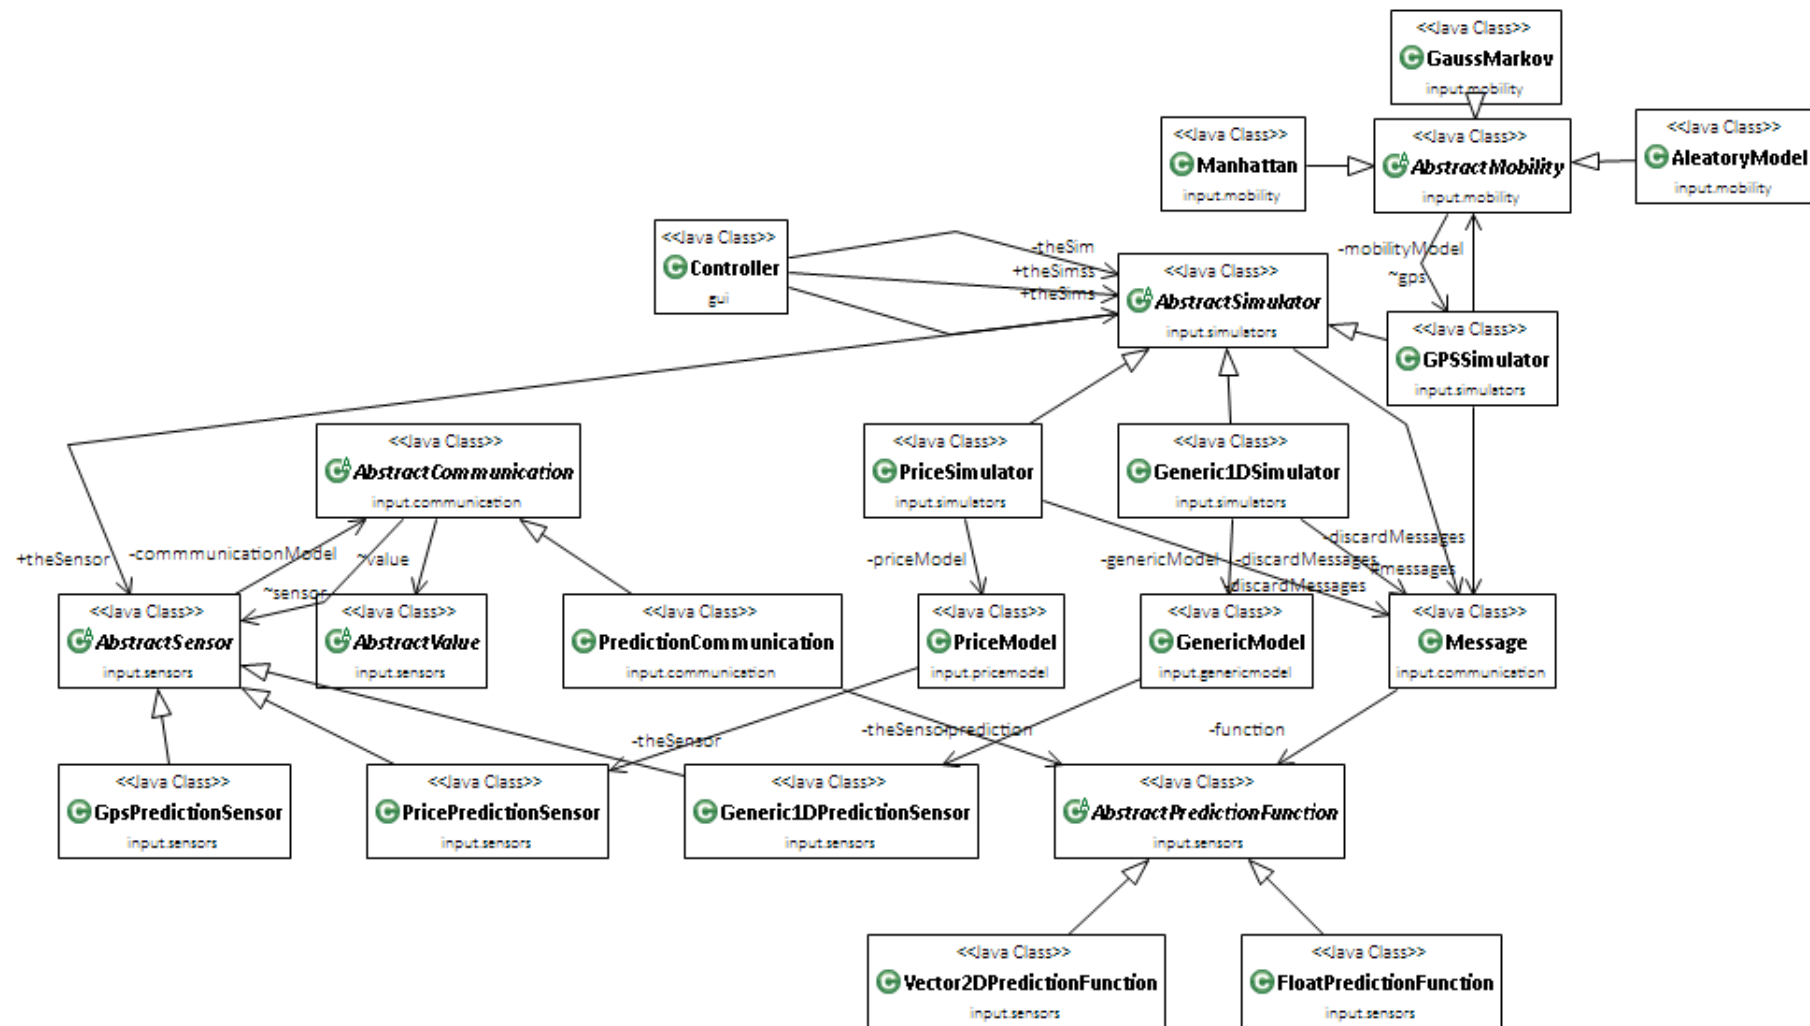 <<Java Class>>
GaussMarkov
input.mobility
<<Java Class>>
Manhattan
input.mobility
<<Java Class>>
AbstractMobility
input.mobility
<<Java Class>>
AleatoryModel
input.mobility
<<Java Class>>
Controller
gui
-theSim
+theSimss
+theSims
<<Java Class>>
AbstractSimulator
input.simulators
-mobilityModel
~gps
<<Java Class>>
GPSSimulator
input.simulators
<<Java Class>>
AbstractCommunication
input.communication
<<Java Class>>
PriceSimulator
input.simulators
<<Java Class>>
Generic1DSimulator
input.simulators
+theSensor
-commmunicationModel
~value
~sensor
-priceModel
-genericModel
-discardMessages
-discardMessages
-discardMessages
#messages
<<Java Class>>
AbstractSensor
input.sensors
<<Java Class>>
AbstractValue
input.sensors
<<Java Class>>
PredictionCommunication
input.communication
<<Java Class>>
PriceModel
input.pricemodel
<<Java Class>>
GenericModel
input.genericmodel
<<Java Class>>
Message
input.communication
-theSensor
-theSensor
-prediction
-function
<<Java Class>>
GpsPredictionSensor
input.sensors
<<Java Class>>
PricePredictionSensor
input.sensors
<<Java Class>>
Generic1DPredictionSensor
input.sensors
<<Java Class>>
AbstractPredictionFunction
input.sensors
<<Java Class>>
Vector2DPredictionFunction
input.sensors
<<Java Class>>
FloatPredictionFunction
input.sensors